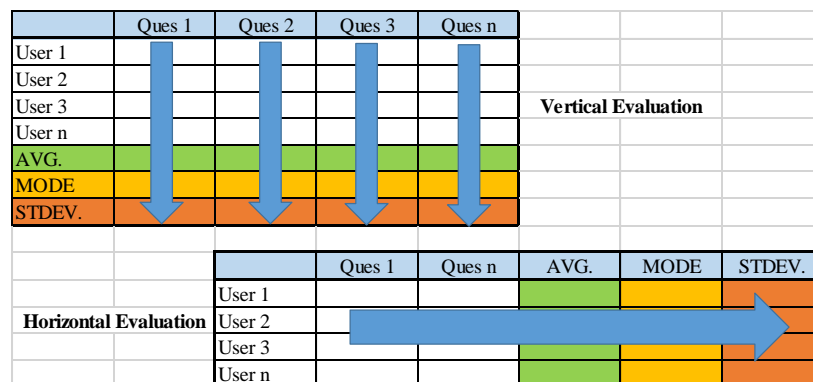 Ques 1 Ques 2 Ques 3 Ques n
User 1
User 2
User 3 Vertical Evaluation
User n
AVG.
MODE
STDEV.
Ques 1 Ques n AVG. MODE STDEV.
User 1
Horizontal Evaluation User 2
User 3
User n